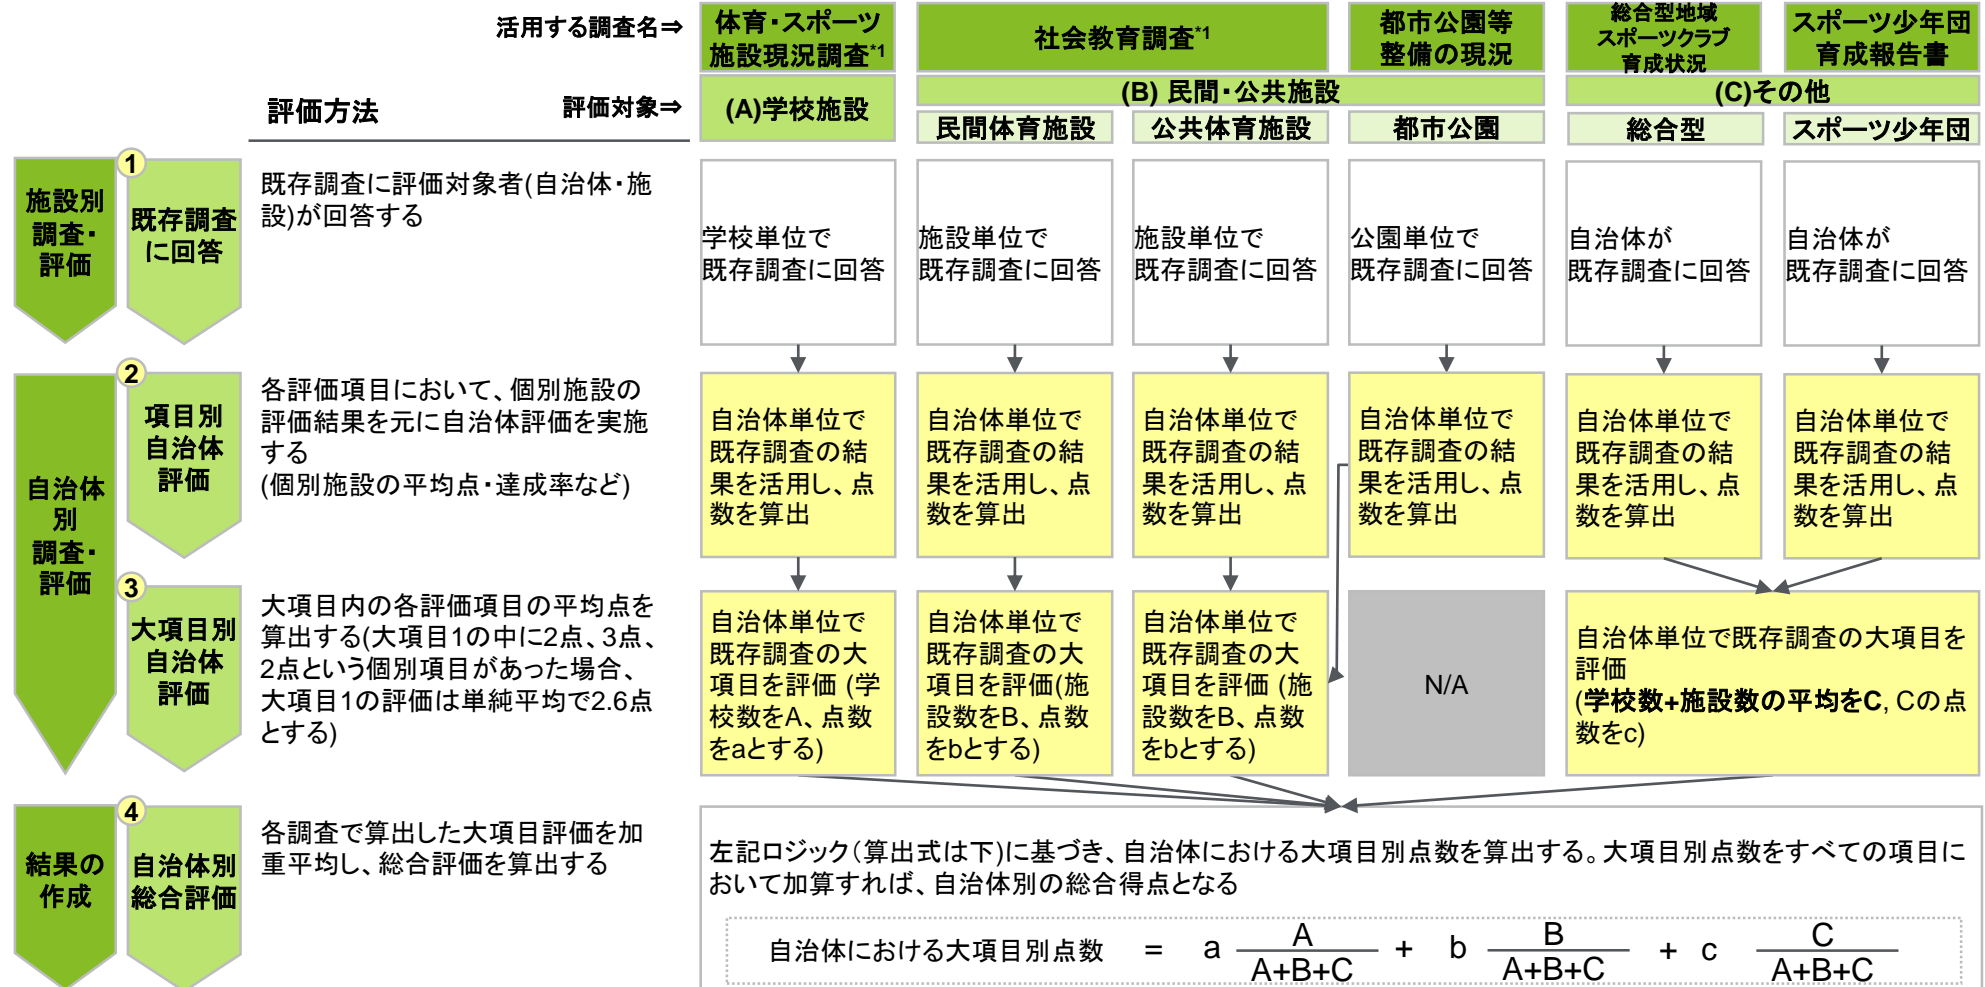 活用する調査名⇒
体育・スポーツ
施設現況調査*1
社会教育調査*1
都市公園等
整備の現況
総合型地域
スポーツクラブ
育成状況
スポーツ少年団
育成報告書
評価方法
評価対象⇒
(A)学校施設
(B) 民間・公共施設
(C)その他
民間体育施設
公共体育施設
都市公園
総合型
スポーツ少年団
施設別
調査・
評価
1
既存調査
に回答
既存調査に評価対象者(自治体・施
設)が回答する
学校単位で
既存調査に回答
施設単位で
既存調査に回答
施設単位で
既存調査に回答
公園単位で
既存調査に回答
自治体が
既存調査に回答
自治体が
既存調査に回答
自治体
別
調査・
評価
2
項目別
自治体
評価
各評価項目において、個別施設の
評価結果を元に自治体評価を実施
する
(個別施設の平均点・達成率など)
自治体単位で
既存調査の結
果を活用し、点
数を算出
自治体単位で
既存調査の結
果を活用し、点
数を算出
自治体単位で
既存調査の結
果を活用し、点
数を算出
自治体単位で
既存調査の結
果を活用し、点
数を算出
自治体単位で
既存調査の結
果を活用し、点
数を算出
自治体単位で
既存調査の結
果を活用し、点
数を算出
3
大項目別
自治体
評価
大項目内の各評価項目の平均点を
算出する(大項目1の中に2点、3点、
2点という個別項目があった場合、
大項目1の評価は単純平均で2.6点
とする)
自治体単位で
既存調査の大
項目を評価 (学
校数をA、点数
をaとする)
自治体単位で
既存調査の大
項目を評価(施
設数をB、点数
をbとする)
自治体単位で
既存調査の大
項目を評価 (施
設数をB、点数
をbとする)
N/A
自治体単位で既存調査の大項目を
評価
(学校数+施設数の平均をC, Cの点
数をc)
結果の
作成
4
自治体別
総合評価
各調査で算出した大項目評価を加
重平均し、総合評価を算出する
左記ロジック(算出式は下)に基づき、自治体における大項目別点数を算出する。大項目別点数をすべての項目に
おいて加算すれば、自治体別の総合得点となる
自治体における大項目別点数 = a A/A+B+C + b B/A+B+C + c C/A+B+C